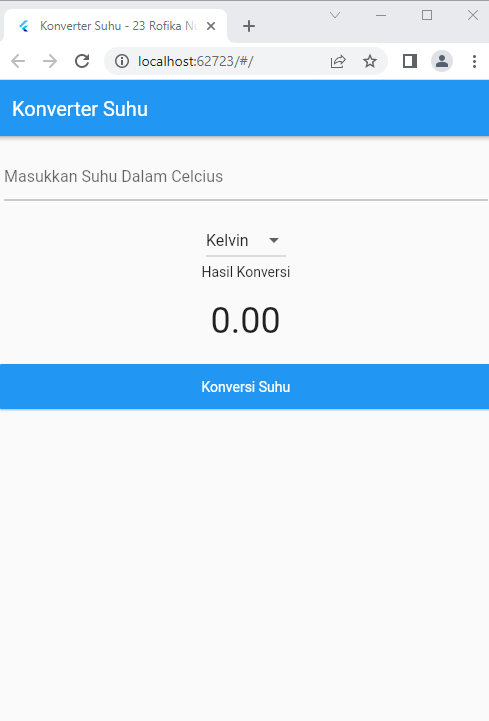 Konverter Suhu - 23 Rofika Nu
localhost:62723/#/
Konverter Suhu
Masukkan Suhu Dalam Celcius
Kelvin
Hasil Konversi
0.00
Konversi Suhu